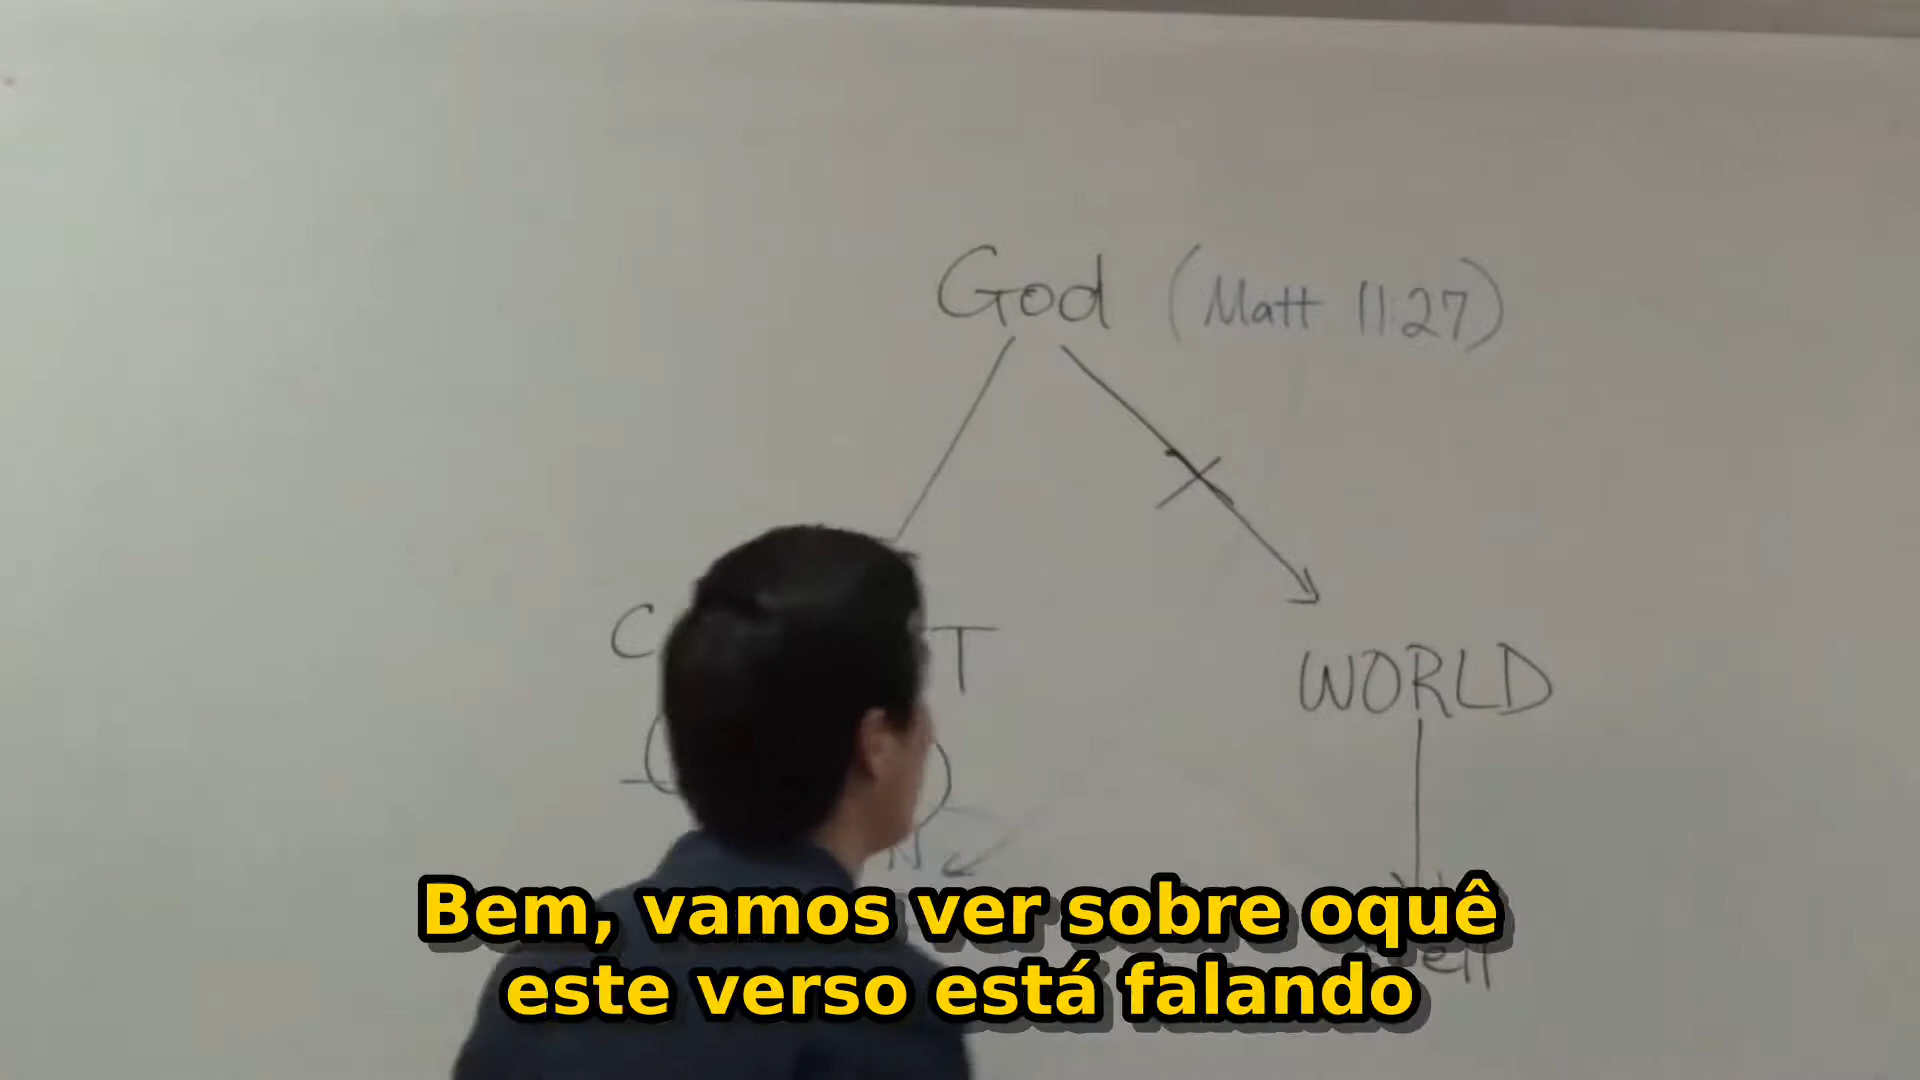 God (Matt 11:27)
WORLD
Bem, vamos ver sobre oquê
este verso está falando